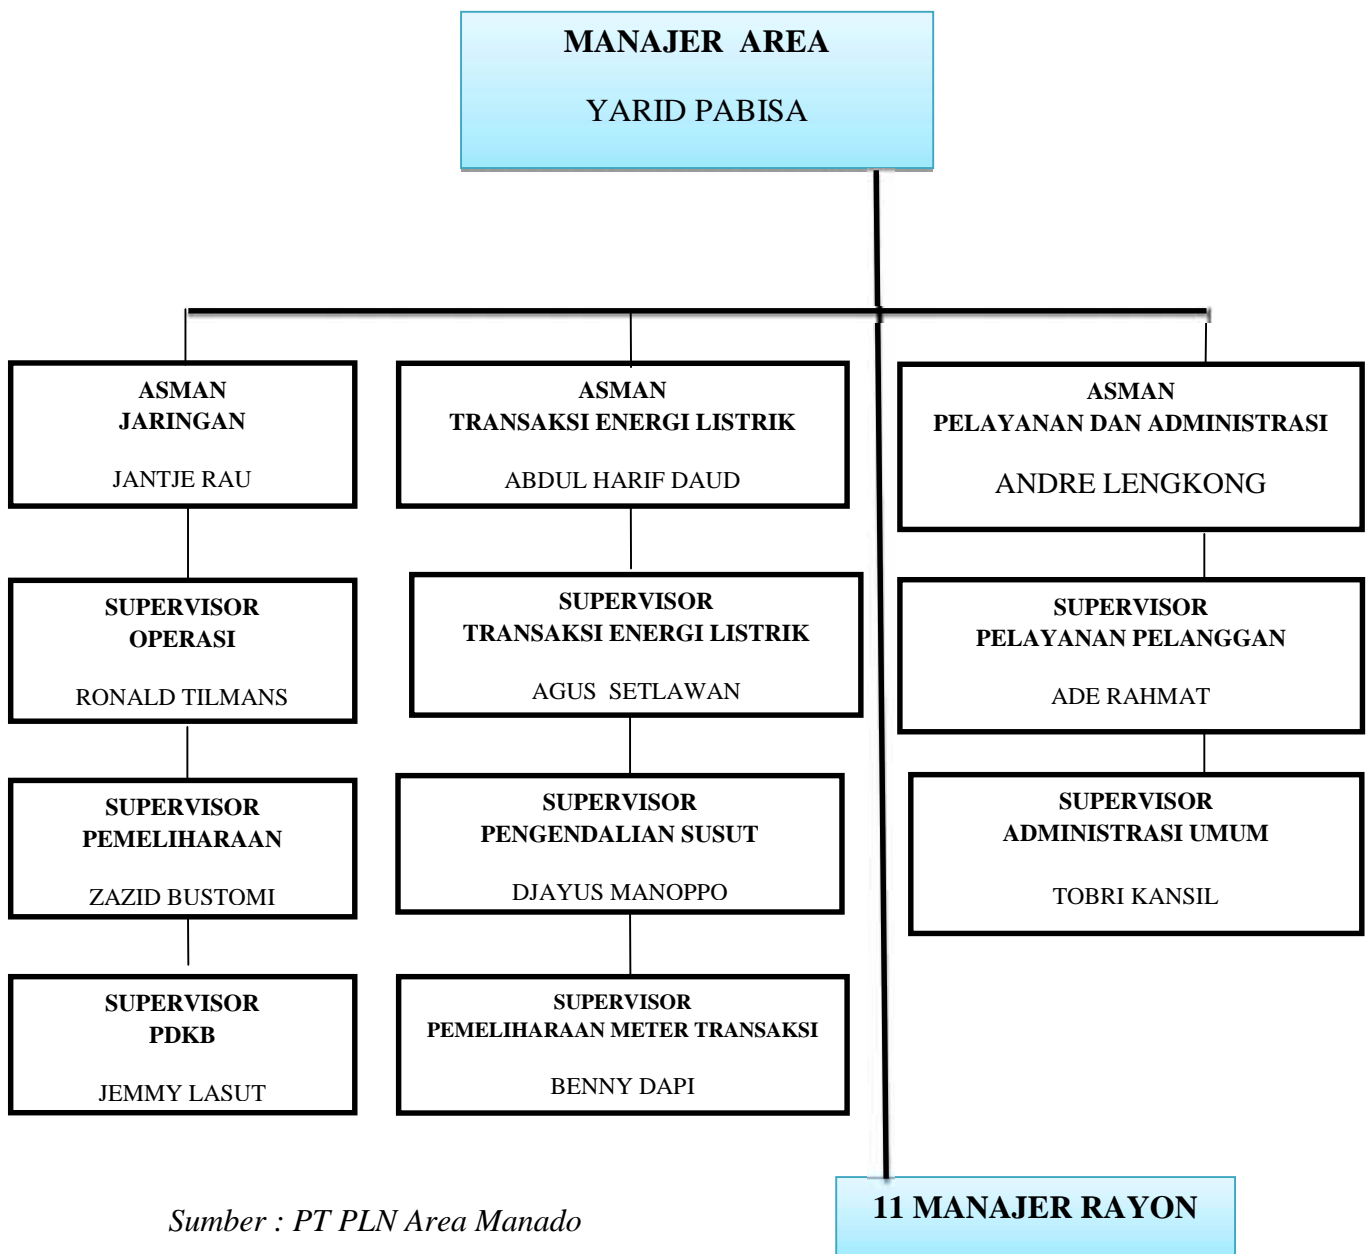 MANAJER AREA
YARID PABISA
ASMAN
JARINGAN
JANTJE RAU
ASMAN
TRANSAKSI ENERGI LISTRIK
ABDUL HARIF DAUD
ASMAN
PELAYANAN DAN ADMINISTRASI
ANDRE LENGKONG
SUPERVISOR
OPERASI
RONALD TILMANS
SUPERVISOR
TRANSAKSI ENERGI LISTRIK
AGUS SETLAWAN
SUPERVISOR
PELAYANAN PELANGGAN
ADE RAHMAT
SUPERVISOR
PEMELIHARAAN
ZAZID BUSTOMI
SUPERVISOR
PENGENDALIAN SUSUT
DJAYUS MANOPPO
SUPERVISOR
ADMINISTRASI UMUM
TOBRI KANSIL
SUPERVISOR
PDKB
JEMMY LASUT
SUPERVISOR
PEMELIHARAAN METER TRANSAKSI
BENNY DAPI
11 MANAJER RAYON
Sumber : PT PLN Area Manado